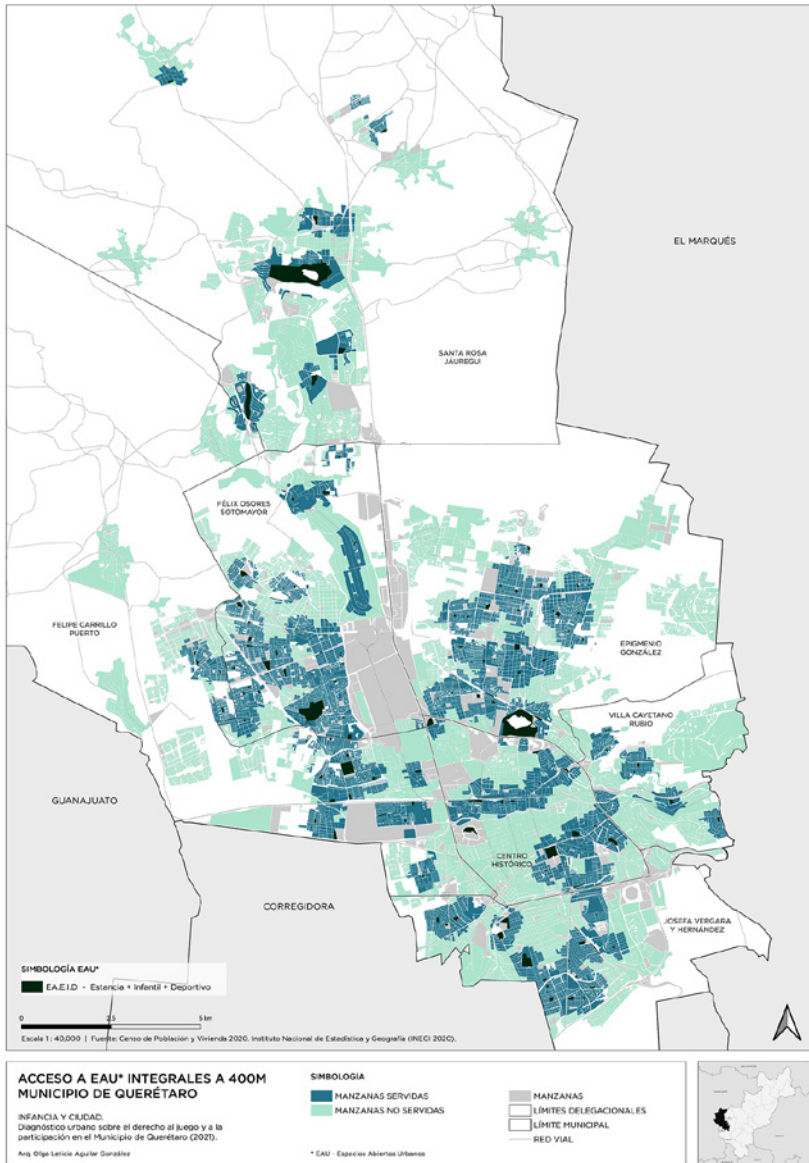 EL MARQUÉS
SANTA ROSA
JÁUREGUI
FÉLIX OSORES
SOTOMAYOR
FELIPE CARRILLO
PUERTO
EPIGMENIO
GONZÁLEZ
VILLA CAYETANO
RUBIO
GUANAJUATO
CENTRO
HISTÓRICO
CORREGIDORA
JOSEFA VERGARA
Y HERNÁNDEZ
SIMBOLOGÍA EAU*
EA.E.I.D - Estancia + Infantil + Deportivo
0 2.5 5 km
Escala 1 : 40,000 | Fuente: Censo de Población y Vivienda 2020. Instituto Nacional de Estadística y Geografía (INEGI 2020).
ACCESO A EAU* INTEGRALES A 400M
MUNICIPIO DE QUERÉTARO
INFANCIA Y CIUDAD.
Diagnóstico urbano sobre el derecho al juego y a la
participación en el Municipio de Querétaro (2021).
Arq. Olga Leticia Aguilar González
SIMBOLOGÍA
MANZANAS SERVIDAS
MANZANAS NO SERVIDAS
* EAU - Espacios Abiertos Urbanos
MANZANAS
LÍMITES DELEGACIONALES
LÍMITE MUNICIPAL
RED VIAL